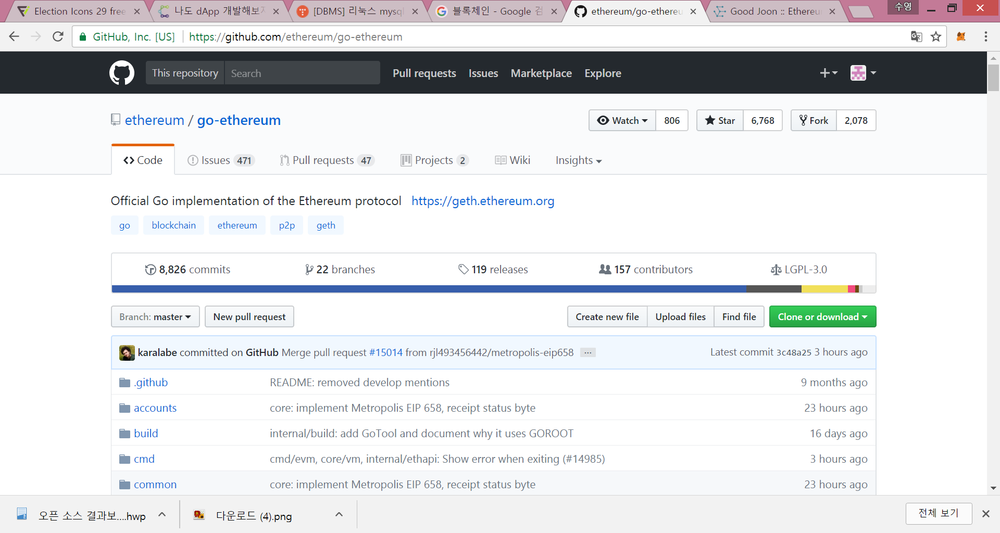 Election Icons 29 free
나도 dApp 개발해보
[DBMS] 리눅스 mysql
블록체인 - Google 검
ethereum/go-ethereu
Good Joon :: Ethereu
수영
GitHub, Inc. [US]
https://github.com/ethereum/go-ethereum
This repository
Search
Pull requests
Issues
Marketplace
Explore
ethereum / go-ethereum
Watch
806
Star
6,768
Fork
2,078
Code
Issues 471
Pull requests 47
Projects 2
Wiki
Insights
Official Go implementation of the Ethereum protocol https://geth.ethereum.org
go
blockchain
ethereum
p2p
geth
8,826 commits
22 branches
119 releases
157 contributors
LGPL-3.0
Branch: master
New pull request
Create new file
Upload files
Find file
Clone or download
karalabe committed on GitHub Merge pull request #15014 from rjl493456442/metropolis-eip658 ...
Latest commit 3c48a25 3 hours ago
.github
README: removed develop mentions
9 months ago
accounts
core: implement Metropolis EIP 658, receipt status byte
23 hours ago
build
internal/build: add GoTool and document why it uses GOROOT
16 days ago
cmd
cmd/evm, core/vm, internal/ethapi: Show error when exiting (#14985)
3 hours ago
common
core: implement Metropolis EIP 658, receipt status byte
23 hours ago
오픈 소스 결과보....hwp
다운로드 (4).png
전체 보기